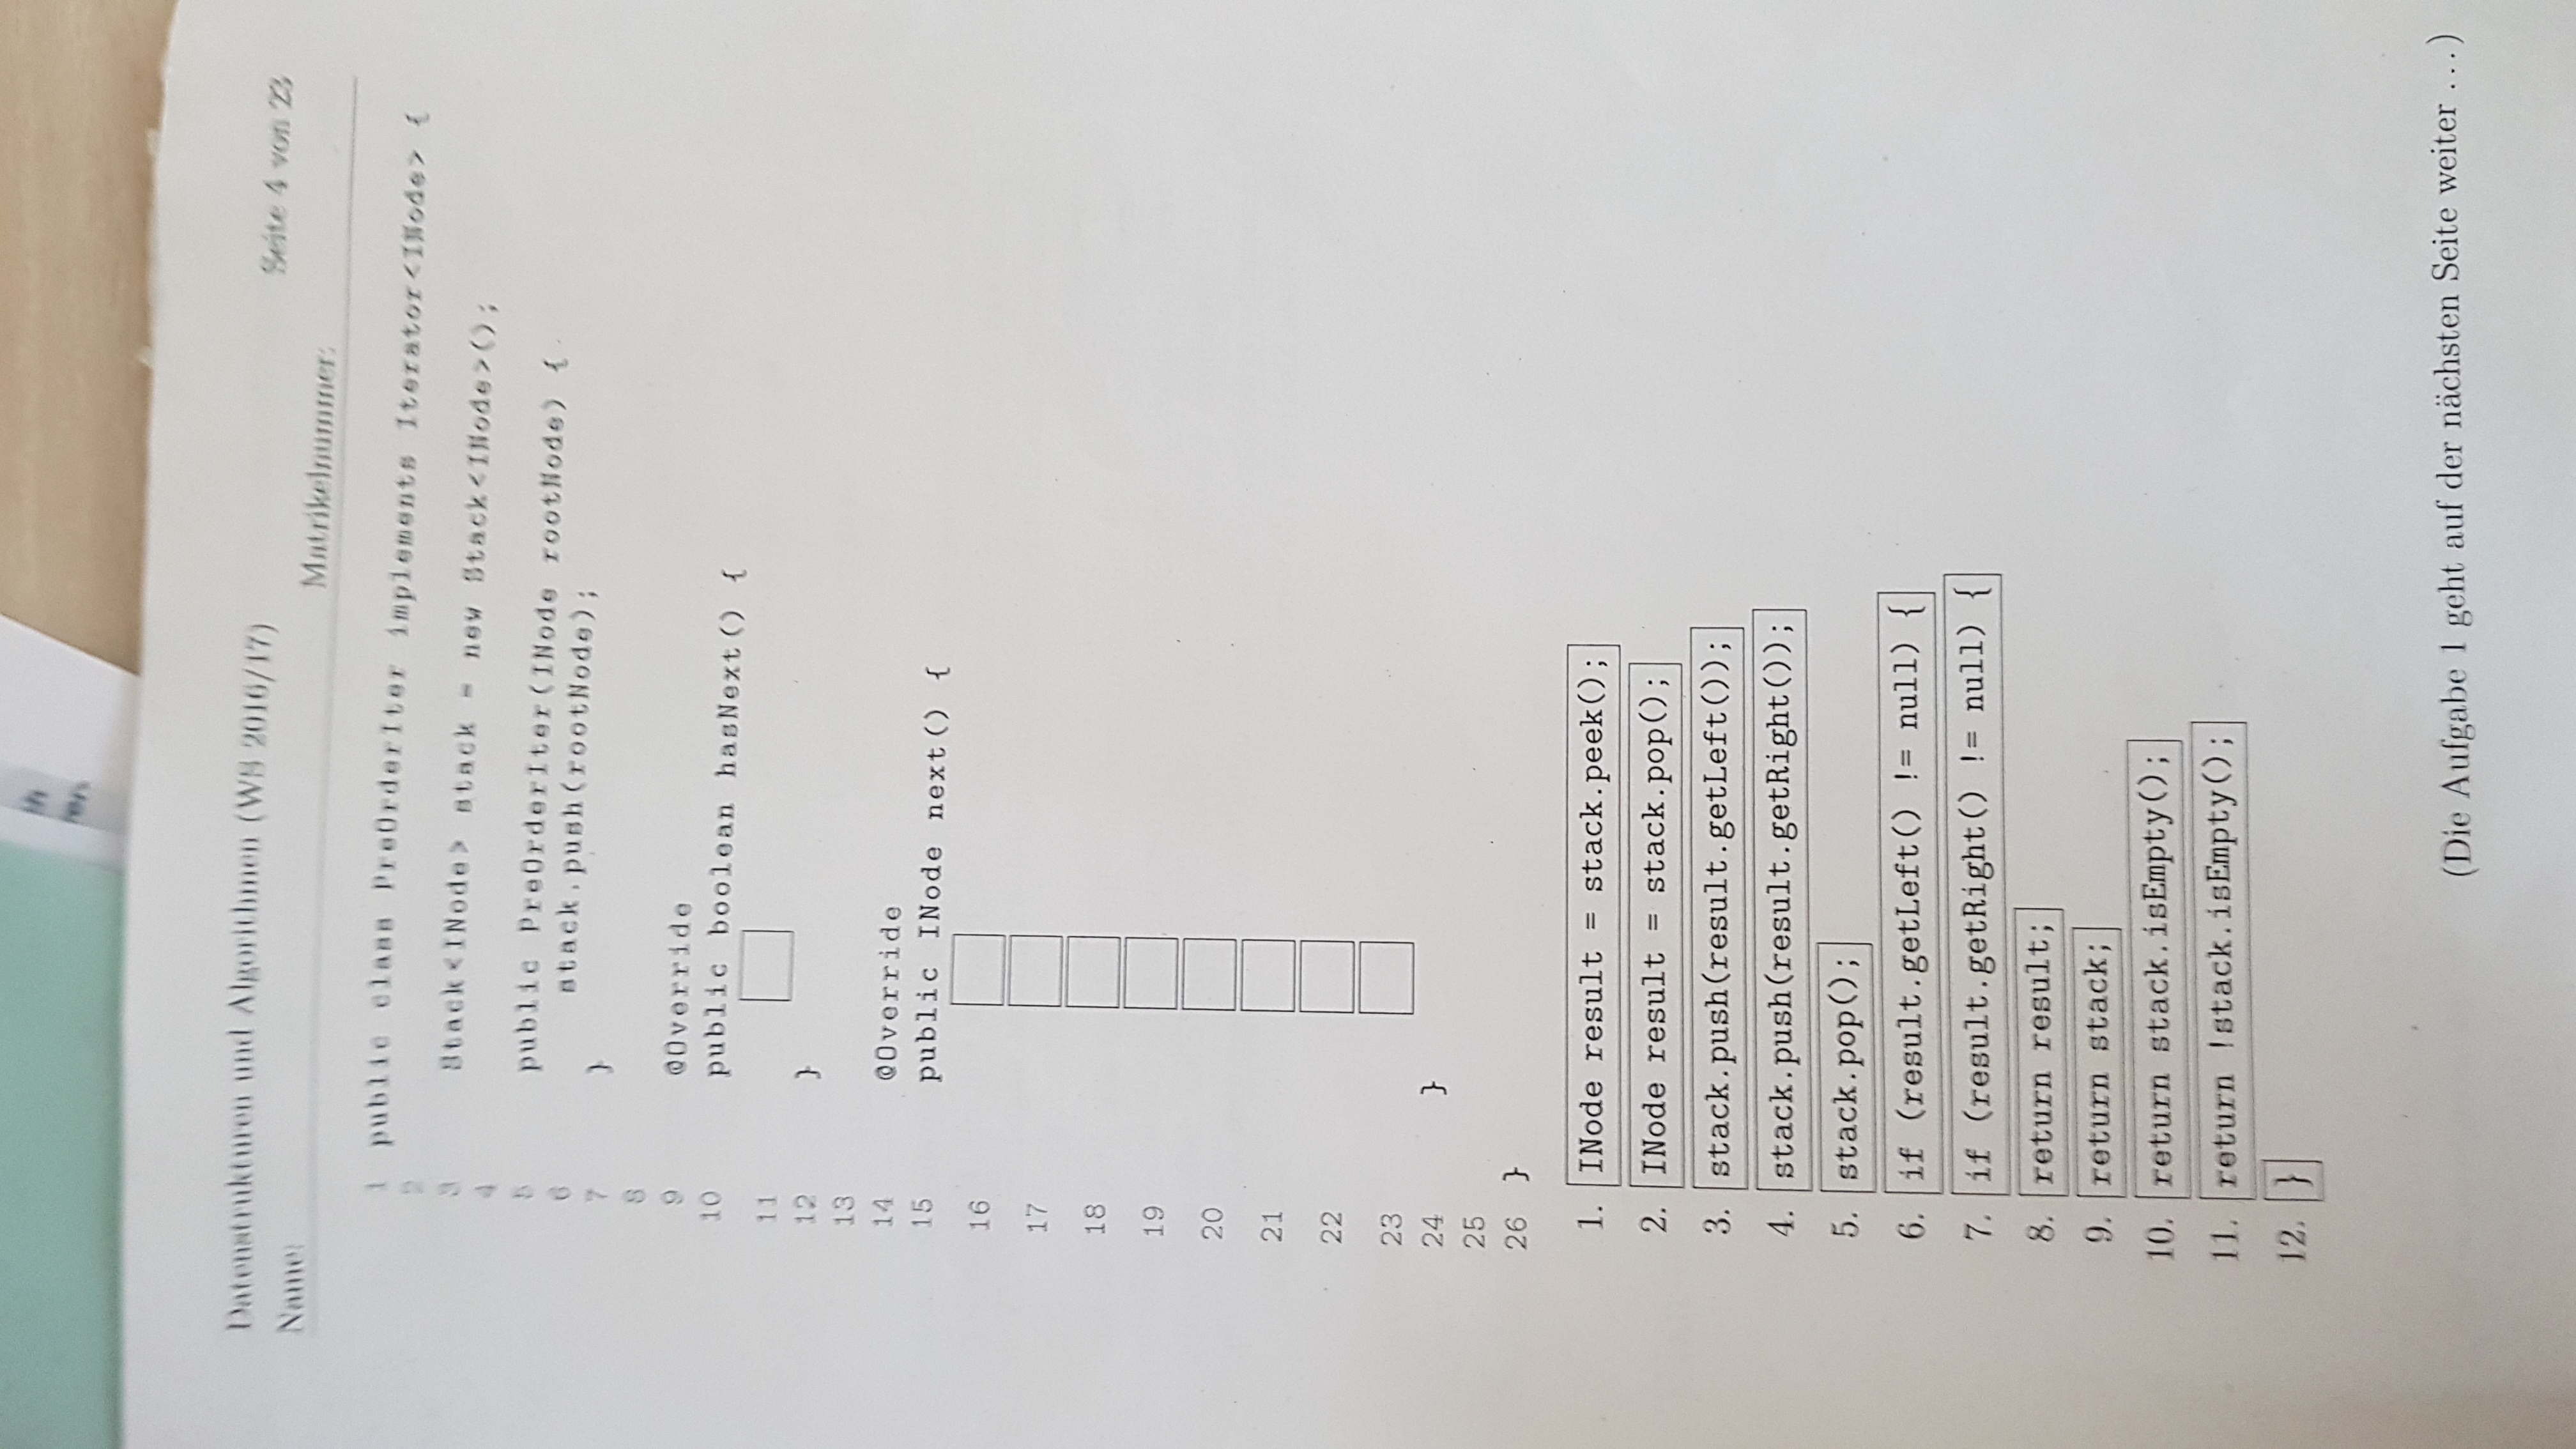 Datenstrukturen und Algorithmen (WS 2016/17)
Seite 4 von 23
Name:
Matrikelnummer:
1 public class PreOrderIter implements Iterator<INode> {
2
3 Stack<INode> stack = new Stack<INode>();
4
5 public PreOrderIter(INode rootNode) {
6 stack.push(rootNode);
7 }
8
9 @Override
10 public boolean hasNext() {
11
12 }
13
14 @Override
15 public INode next() {
16
17
18
19
20
21
22
23
24 }
25
26 }
1. INode result = stack.peek();
2. INode result = stack.pop();
3. stack.push(result.getLeft());
4. stack.push(result.getRight());
5. stack.pop();
6. if (result.getLeft() != null) {
7. if (result.getRight() != null) {
8. return result;
9. return stack;
10. return stack.isEmpty();
11. return !stack.isEmpty();
12. }
(Die Aufgabe 1 geht auf der nächsten Seite weiter ...)